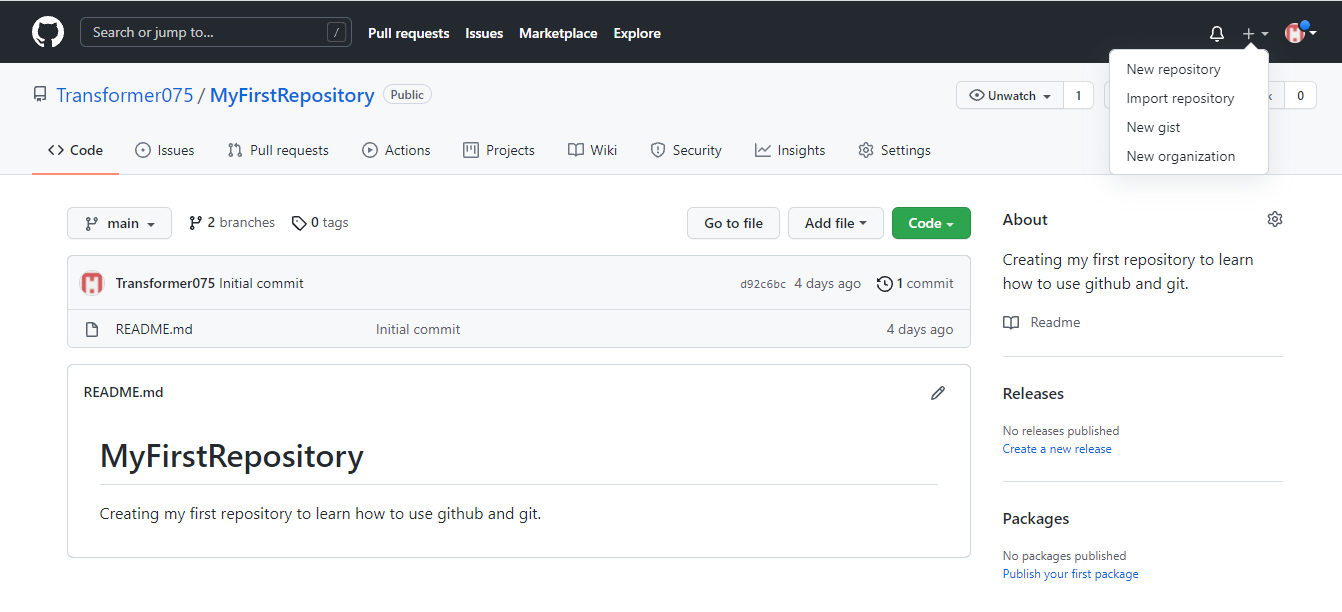 Search or jump to... /
Pull requests Issues Marketplace Explore
New repository
Import repository
New gist
New organization
Transformer075 / MyFirstRepository Public
Unwatch 1
0
Code Issues Pull requests Actions Projects Wiki Security Insights Settings
main 2 branches 0 tags
Go to file Add file Code
Transformer075 Initial commit d92c6bc 4 days ago 1 commit
README.md Initial commit 4 days ago
README.md
MyFirstRepository
Creating my first repository to learn how to use github and git.
About
Creating my first repository to learn
how to use github and git.
Readme
Releases
No releases published
Create a new release
Packages
No packages published
Publish your first package